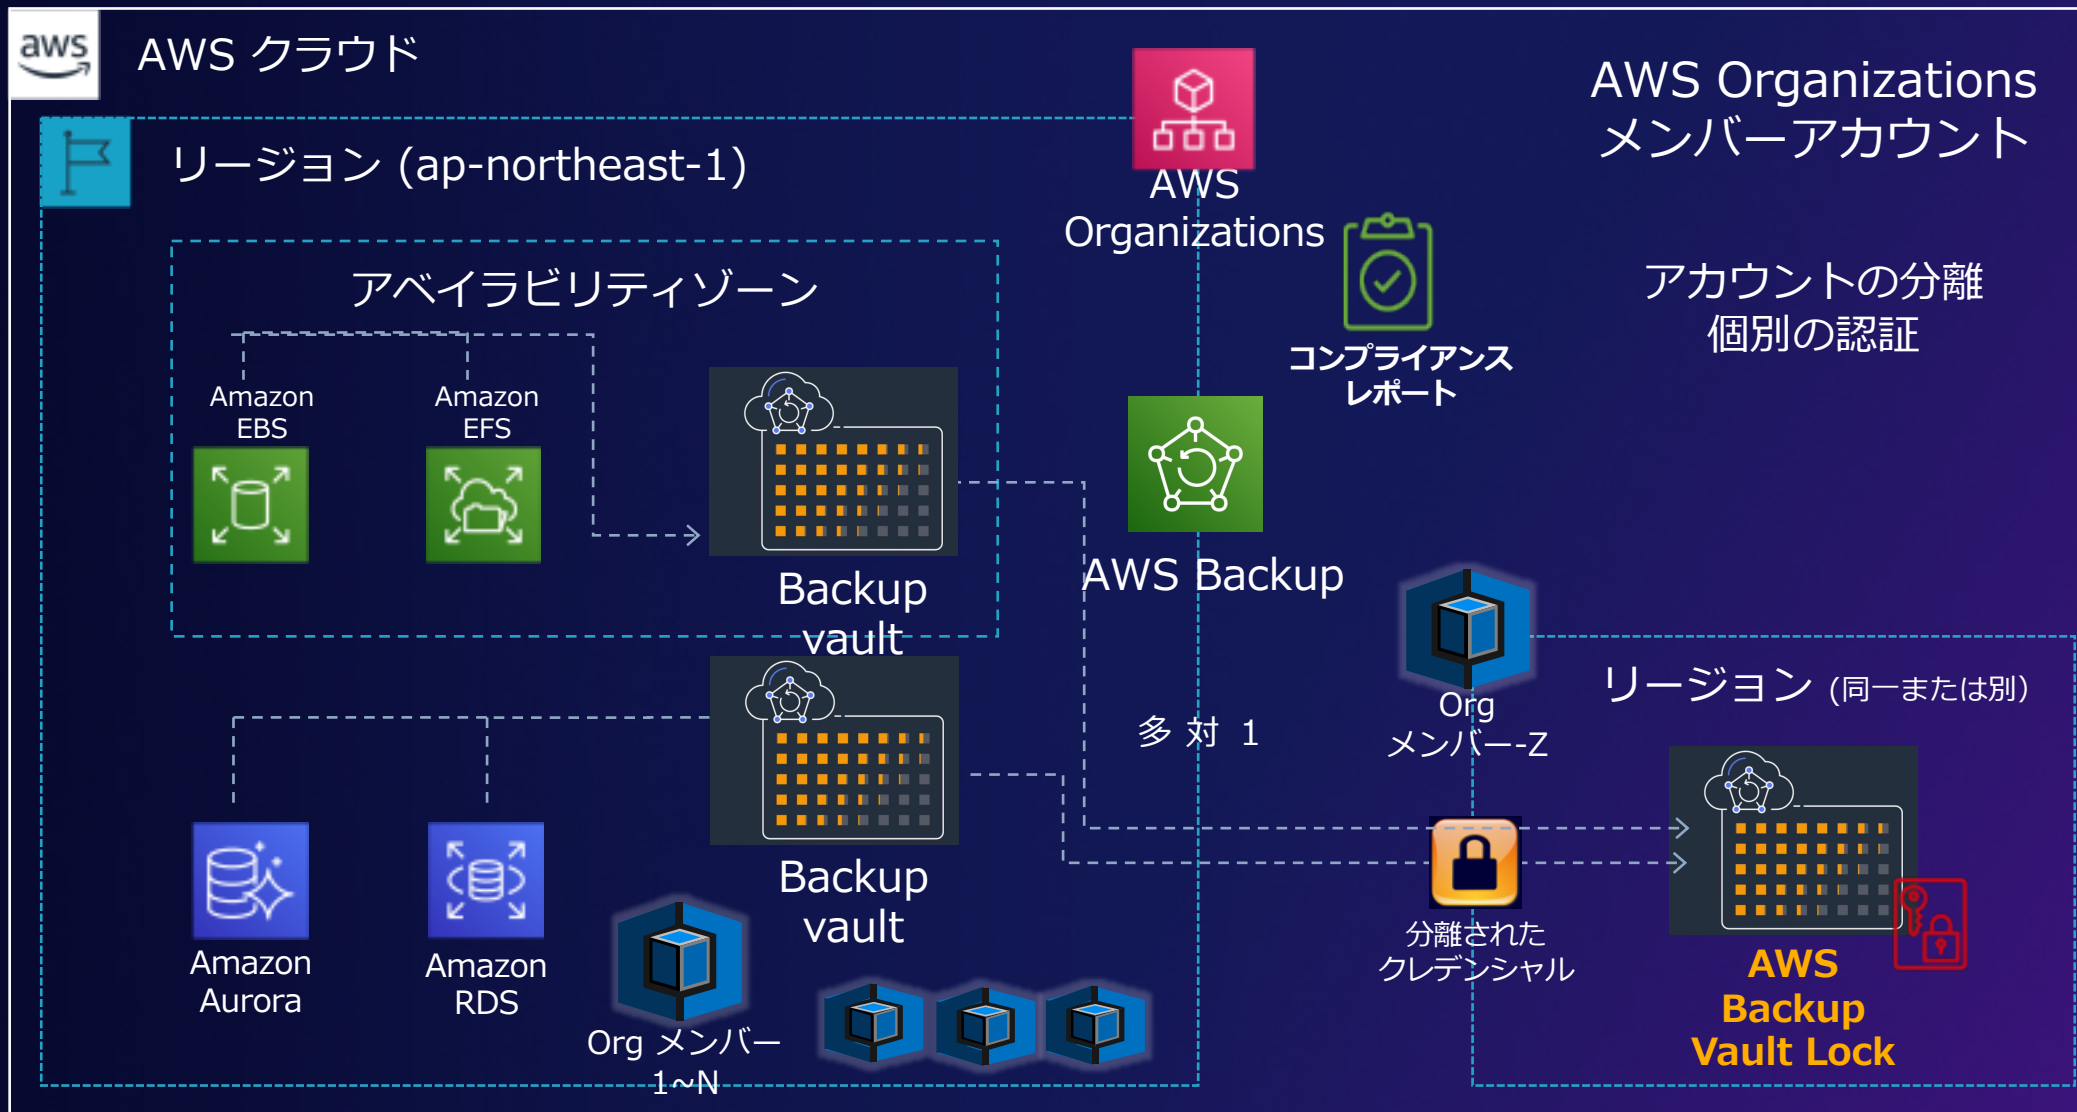 aws
AWS クラウド
AWS Organizations
メンバーアカウント
リージョン (ap-northeast-1)
AWS
Organizations
アカウントの分離
個別の認証
アベイラビリティゾーン
コンプライアンス
レポート
Amazon
EBS
Amazon
EFS
Backup
vault
AWS Backup
Org
メンバー-Z
リージョン (同一または別）
多 対 1
Backup
vault
Amazon
Aurora
Amazon
RDS
Org メンバー
1~N
分離された
クレデンシャル
AWS
Backup
Vault Lock